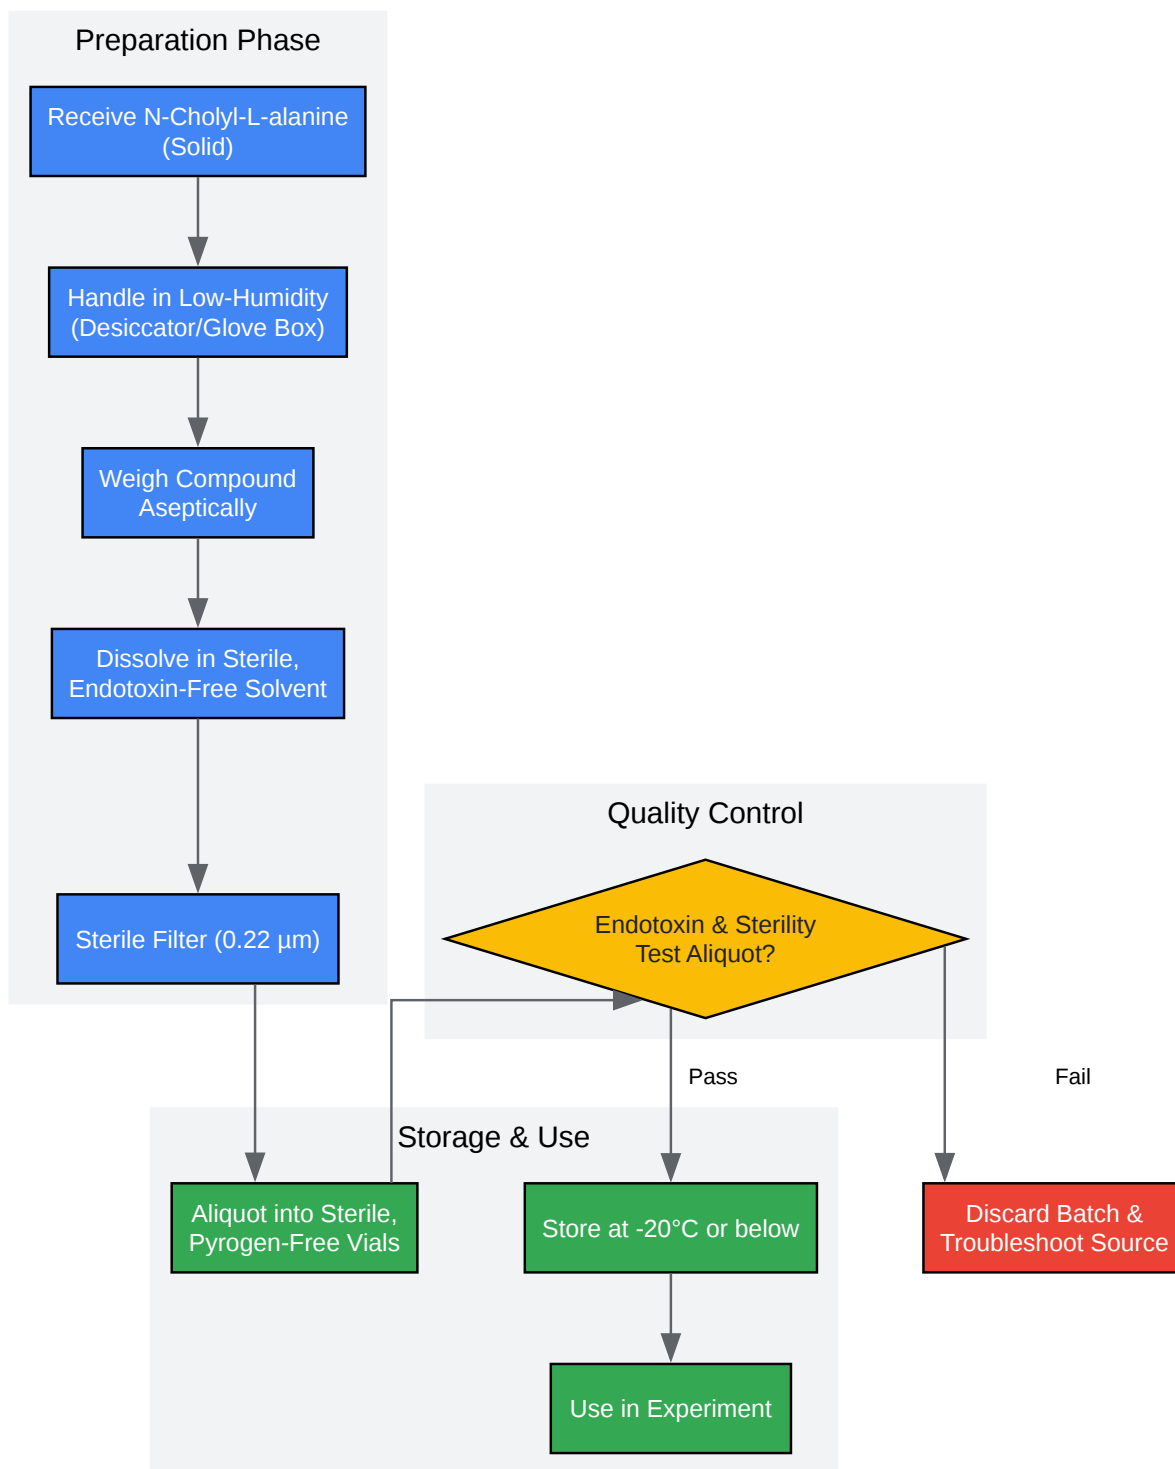 Preparation Phase
Receive N-Cholyl-L-alanine
(Solid)
Handle in Low-Humidity
(Desiccator/Glove Box)
Weigh Compound
Aseptically
Dissolve in Sterile,
Endotoxin-Free Solvent
Sterile Filter (0.22 µm)
Quality Control
Endotoxin & Sterility
Test Aliquot?
Pass
Fail
Storage & Use
Aliquot into Sterile,
Pyrogen-Free Vials
Store at -20°C or below
Discard Batch &
Troubleshoot Source
Use in Experiment